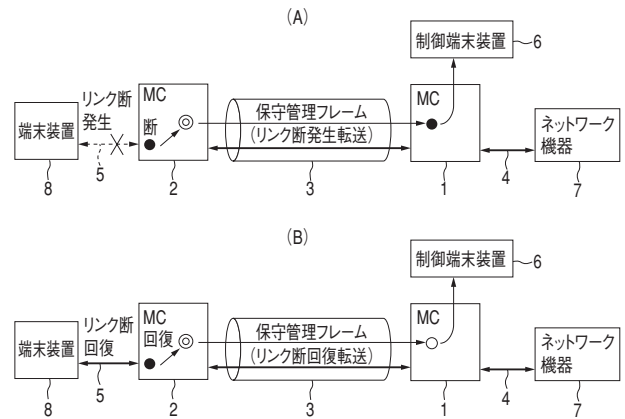 (A)
制御端末装置
6
リンク断
発生
MC
断
保守管理フレーム
(リンク断発生転送)
MC
端末装置
ネットワーク
機器
8
5
2
3
1
4
7
(B)
制御端末装置
6
リンク断
回復
MC
回復
保守管理フレーム
(リンク断回復転送)
MC
端末装置
ネットワーク
機器
8
5
2
3
1
4
7